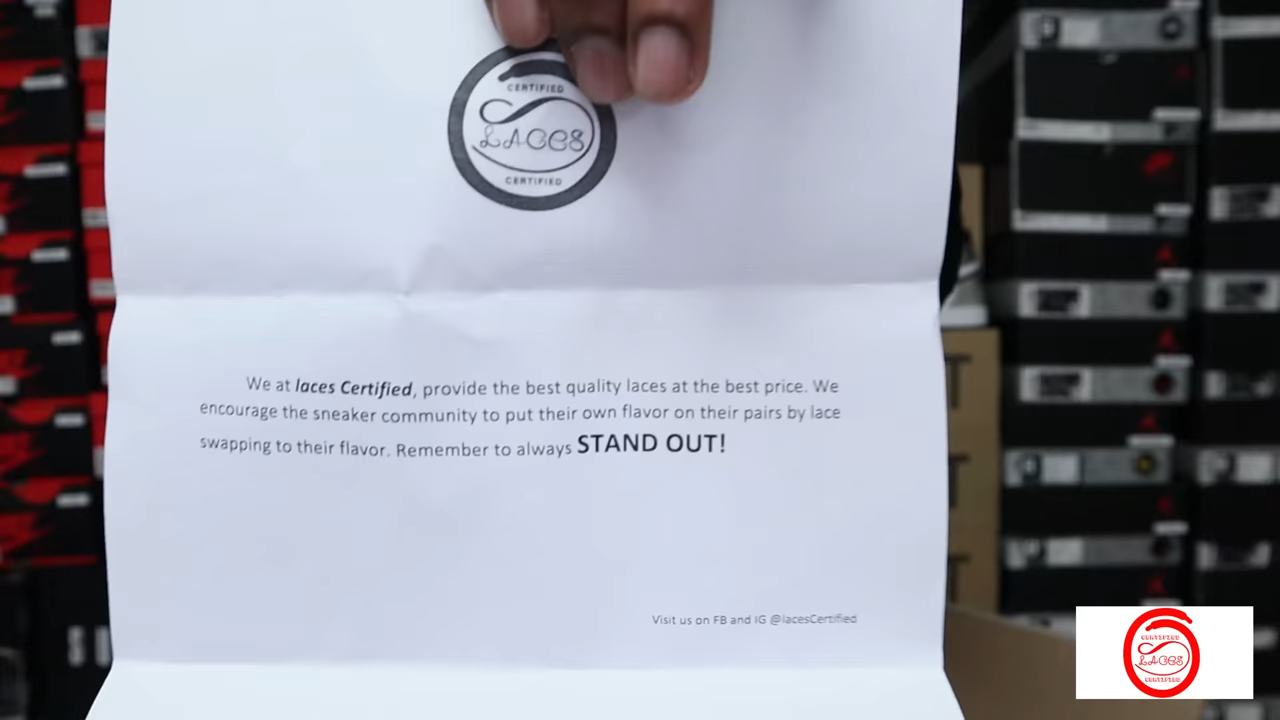 CERTIFIED
LACES
CERTIFIED
We at laces Certified, provide the best quality laces at the best price. We
encourage the sneaker community to put their own flavor on their pairs by lace
swapping to their flavor. Remember to always STAND OUT!
Visit us on FB and IG @lacesCertified
CERTIFIED
LACES
CERTIFIED